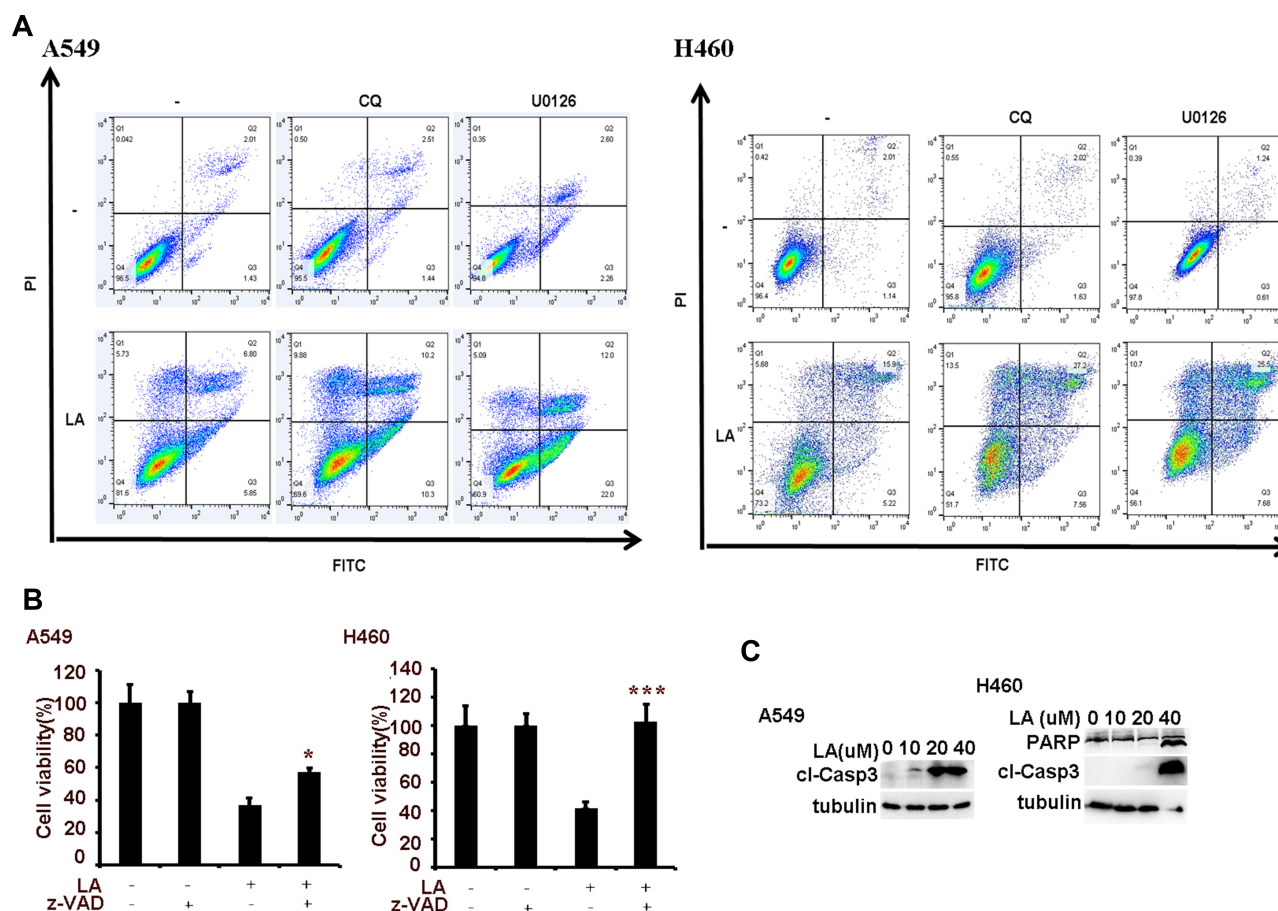 A
A549
H460
- CQ U0126
- CQ U0126
Q1 0.042 Q2 2.01 Q4 96.5 Q3 1.43
Q1 0.50 Q2 2.51 Q4 95.5 Q3 1.44
Q1 0.35 Q2 2.60 Q4 94.8 Q3 2.26
Q1 0.42 Q2 2.01 Q4 96.4 Q3 1.14
Q1 0.55 Q2 2.02 Q4 95.8 Q3 1.63
Q1 0.39 Q2 1.24 Q4 97.8 Q3 0.61
-
-
PI
PI
LA
LA
Q1 5.73 Q2 6.80 Q4 81.6 Q3 5.85
Q1 9.88 Q2 10.2 Q4 69.6 Q3 10.3
Q1 5.09 Q2 12.0 Q4 60.9 Q3 22.0
Q1 5.68 Q2 15.9 Q4 73.2 Q3 5.22
Q1 13.5 Q2 27.2 Q4 51.7 Q3 7.56
Q1 10.7 Q2 25.5 Q4 56.1 Q3 7.68
10⁰ 10¹ 10² 10³ 10⁴
FITC
FITC
B
A549
Cell viability(%)
120
100
80
60
40
20
0
*
LA - - + +
z-VAD - + - +
H460
Cell viability(%)
140
120
100
80
60
40
20
0
***
LA - - + +
z-VAD - + - +
C
A549
LA(uM) 0 10 20 40
cl-Casp3
tubulin
H460
LA (uM) 0 10 20 40
PARP
cl-Casp3
tubulin